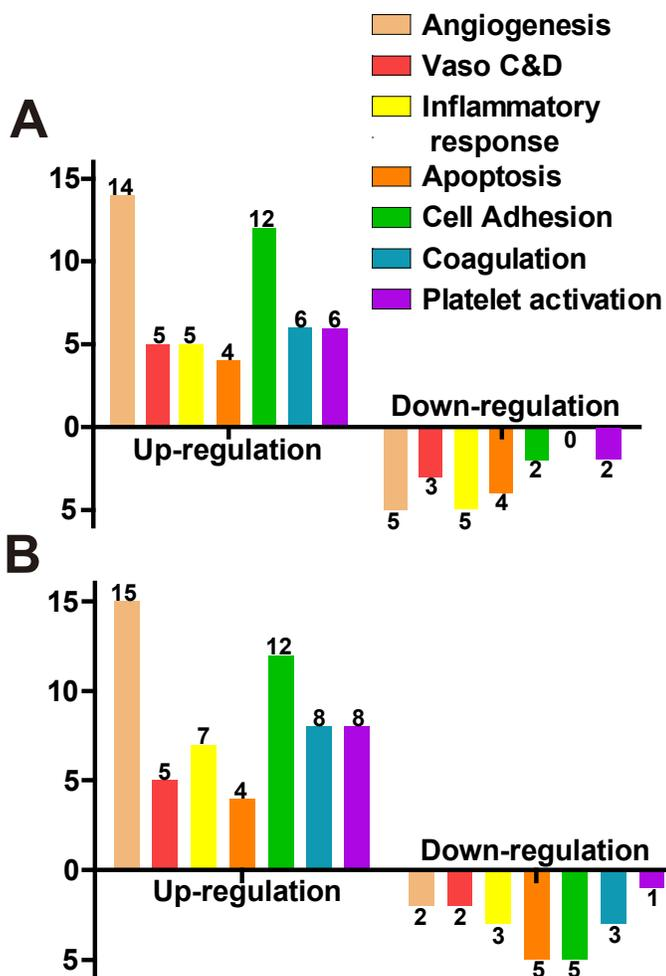 Angiogenesis
Vaso C&D
Inflammatory
response
Apoptosis
Cell Adhesion
Coagulation
Platelet activation
A
15
10
5
0
5
14
5
5
4
12
6
6
Up-regulation
Down-regulation
5
3
5
4
2
0
2
B
15
10
5
0
5
15
5
7
4
12
8
8
Up-regulation
Down-regulation
2
2
3
5
5
3
1